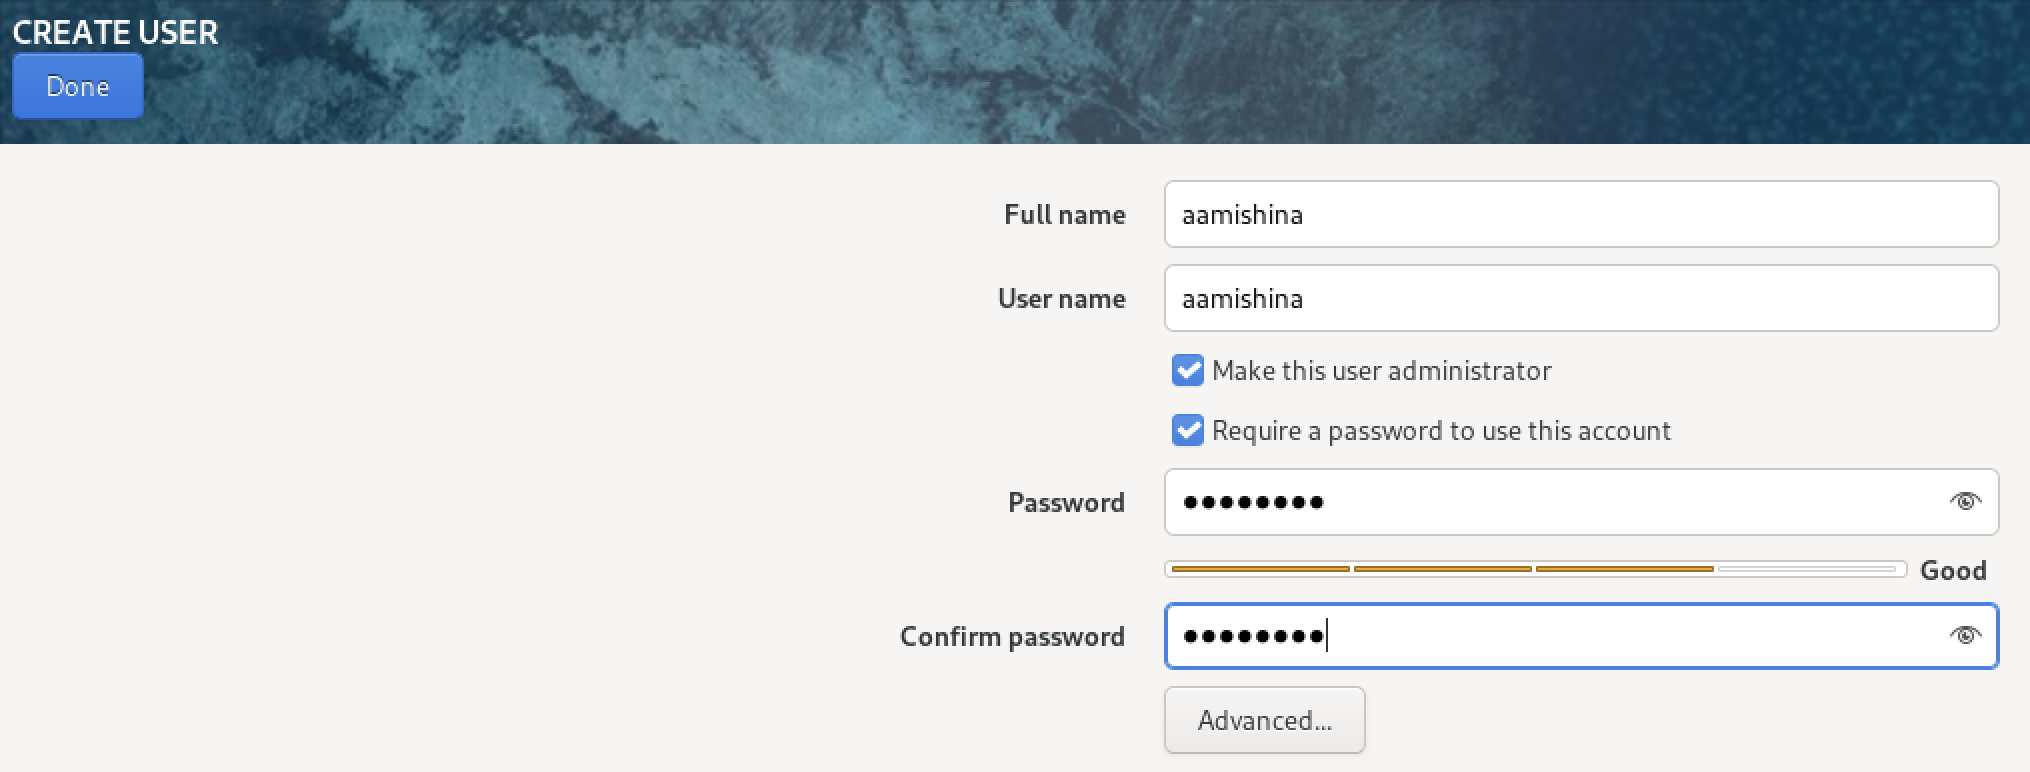 CREATE USER
Done
Full name aamishina
User name aamishina
Make this user administrator
Require a password to use this account
Password ●●●●●●●●
Good
Confirm password ●●●●●●●●
Advanced...